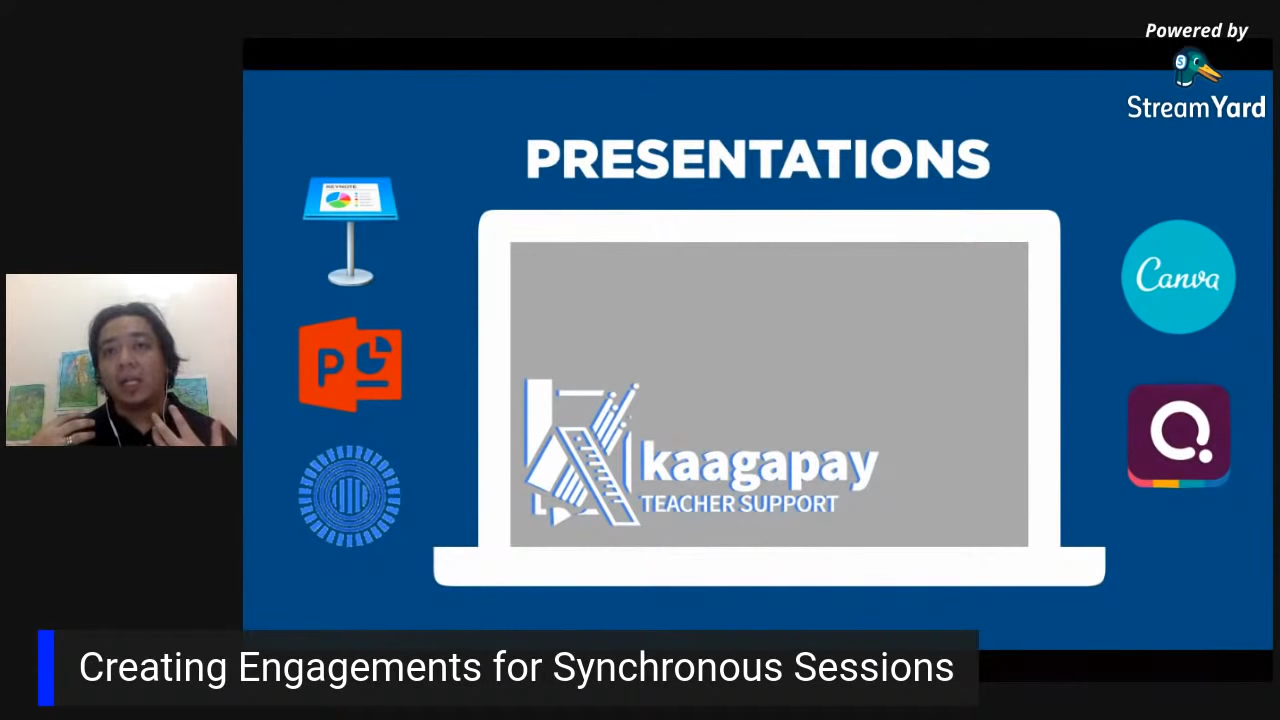 Powered by
StreamYard
PRESENTATIONS
KEYNOTE
P
Canva
kaagapay
TEACHER SUPPORT
Creating Engagements for Synchronous Sessions